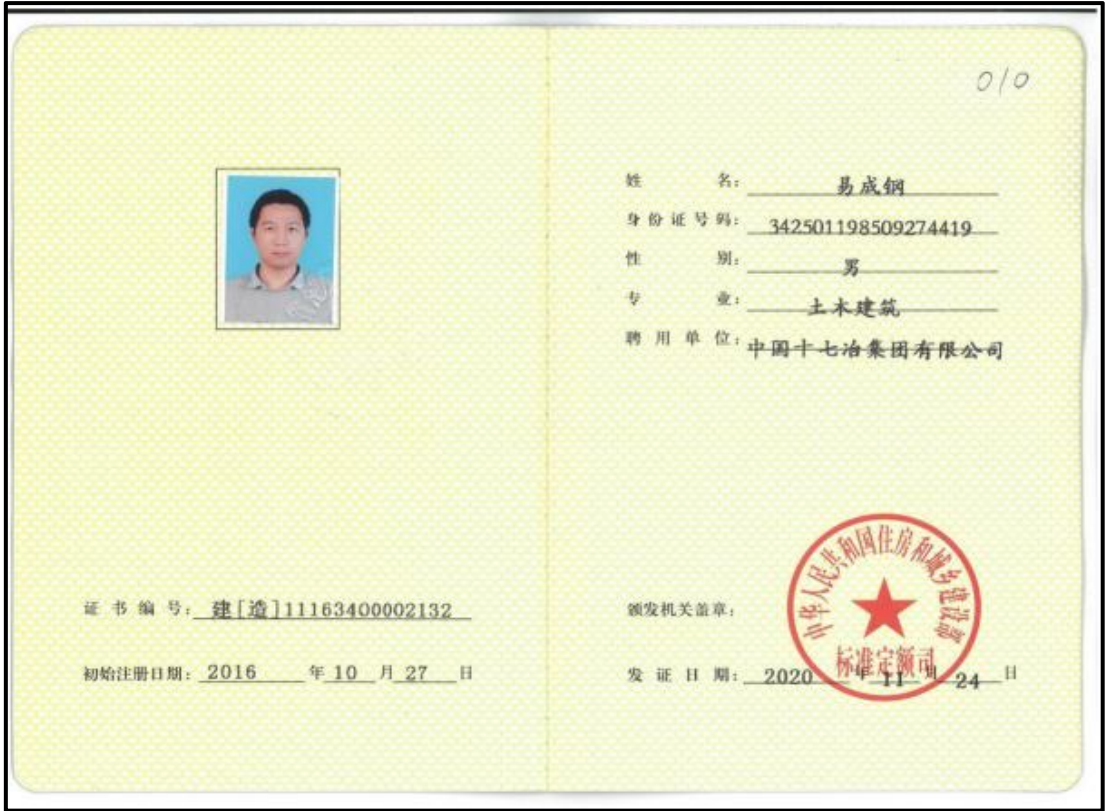 010
姓 名： 易成钢
身份证号码： 342501198509274419
性 别： 男
专 业： 土木建筑
聘用单位： 中国十七冶集团有限公司
证书编号： 建[造]11163400002132
初始注册日期： 2016 年 10 月 27 日
颁发机关盖章：
中华人民共和国住房和城乡建设部
标准定额司
发证日期： 2020 年 11 月 24 日